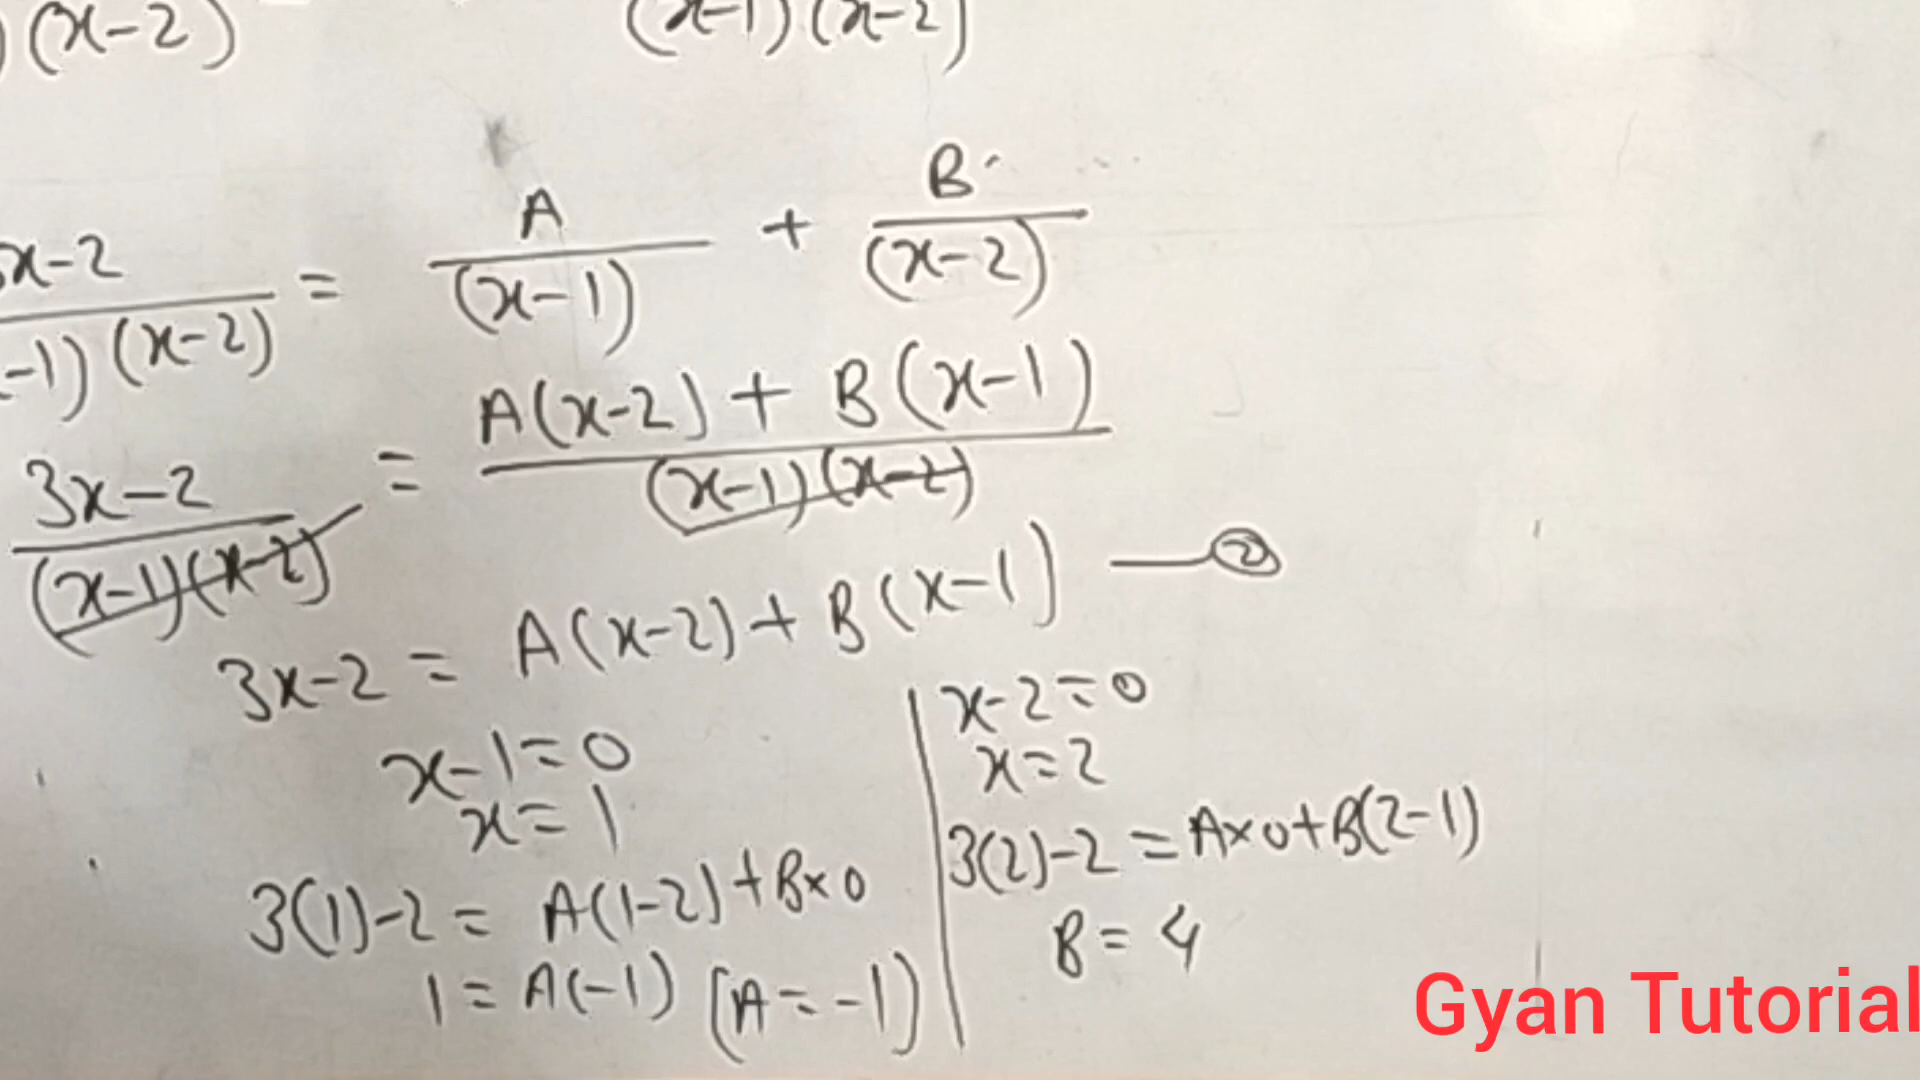 )(x-2) (x-1)(x-2)
3x-2/(x-1)(x-2) = A/(x-1) + B/(x-2)
3x-2/(x-1)(x-2) = A(x-2)+B(x-1)/(x-1)(x-2)
3x-2 = A(x-2)+B(x-1) — ②
x-1=0
x=1
3(1)-2 = A(1-2)+B×0
1 = A(-1) (A=-1)
x-2=0
x=2
3(2)-2 = A×0+B(2-1)
B=4
Gyan Tutorial